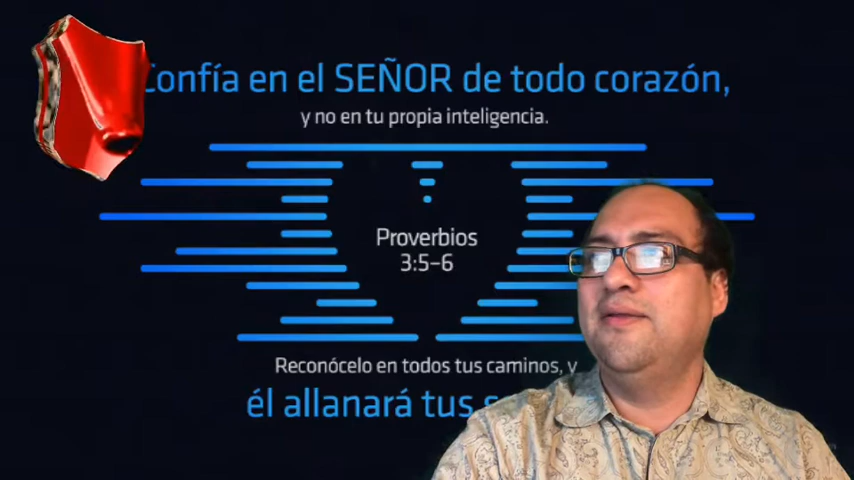 Confía en el SEÑOR de todo corazón,
y no en tu propia inteligencia.
Proverbios
3:5-6
Reconócelo en todos tus caminos, y
él allanará tus